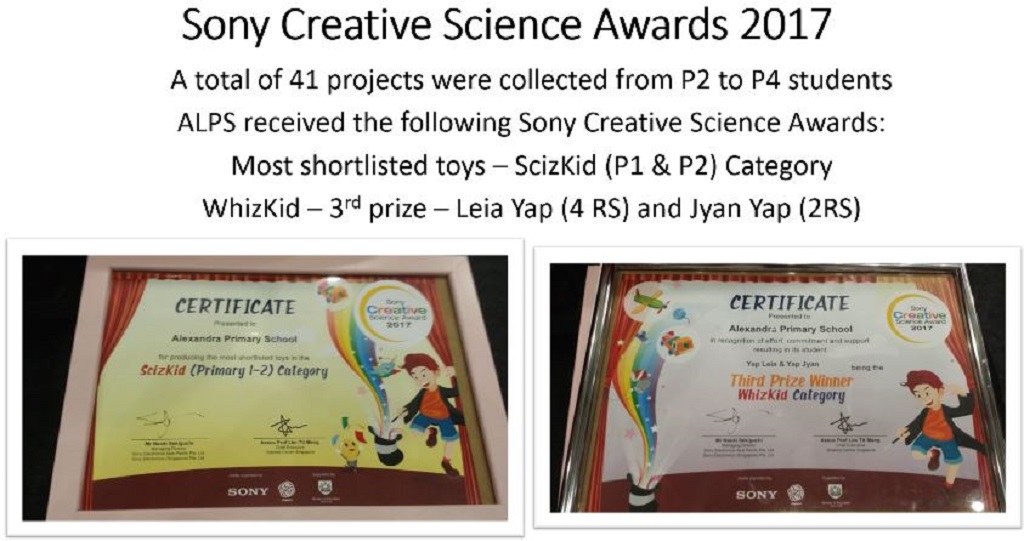 Sony Creative Science Awards 2017
A total of 41 projects were collected from P2 to P4 students
ALPS received the following Sony Creative Science Awards:
Most shortlisted toys – ScizKid (P1 & P2) Category
WhizKid – 3rd prize – Leia Yap (4 RS) and Jyan Yap (2RS)
CERTIFICATE
Presented to
Alexandra Primary School
for producing the most shortlisted toys in the
ScizKid (Primary 1-2) Category
Sony
Creative
Science Award
2017
SONY
CERTIFICATE
Presented to
Alexandra Primary School
in recognition of effort, commitment and support
resulting in its student
Yap Leia & Yap Jyan
being the
Third Prize Winner
WhizKid Category
Sony
Creative
Science Award
2017
SONY